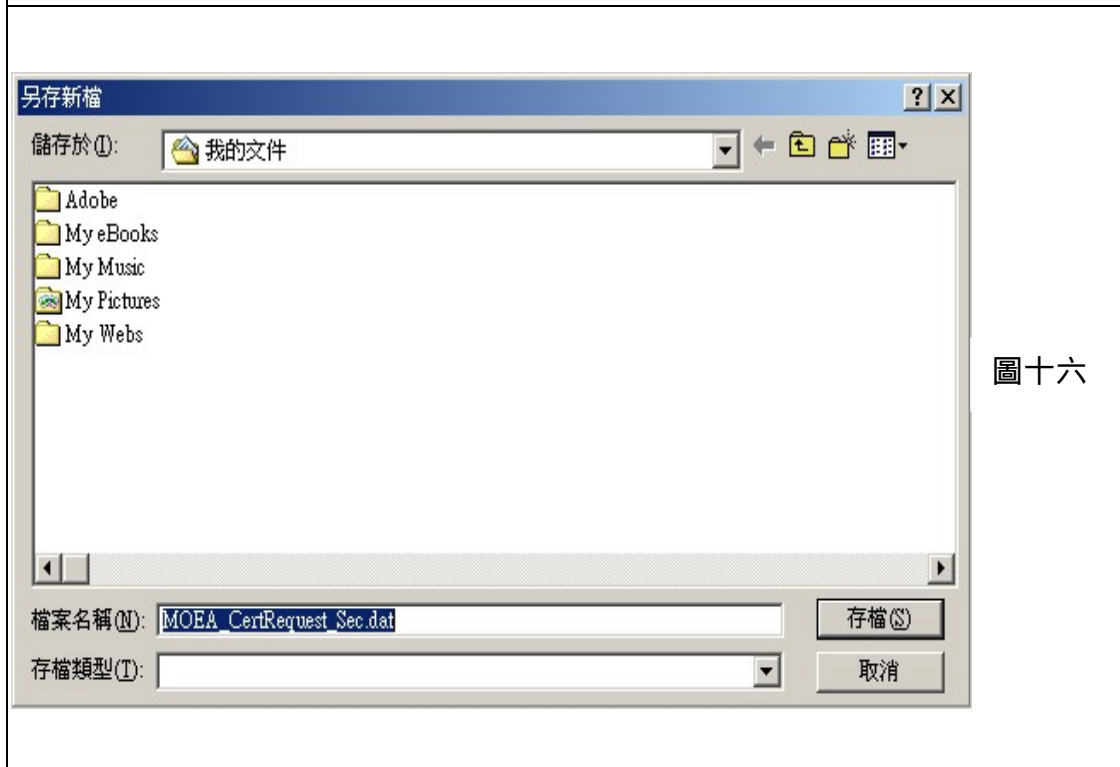 另存新檔
儲存於(I): 我的文件
Adobe
My eBooks
My Music
My Pictures
My Webs
圖十六
檔案名稱(N): MOEA_CertRequest_Sec.dat 存檔(S)
存檔類型(T): 取消